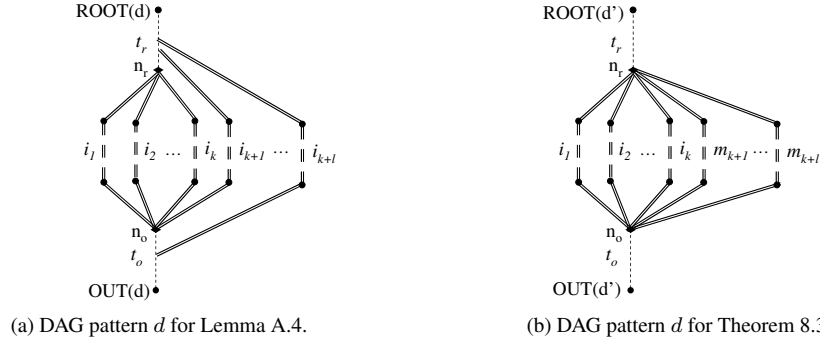 ROOT(d)
t_r
n_r
i_1 i_2 ... i_k i_{k+1} ... i_{k+l}
n_o
t_o
OUT(d)
(a) DAG pattern d for Lemma A.4.
ROOT(d’)
t_r
n_r
i_1 i_2 ... i_k m_{k+1} ... m_{k+l}
n_o
t_o
OUT(d’)
(b) DAG pattern d for Theorem 8.3